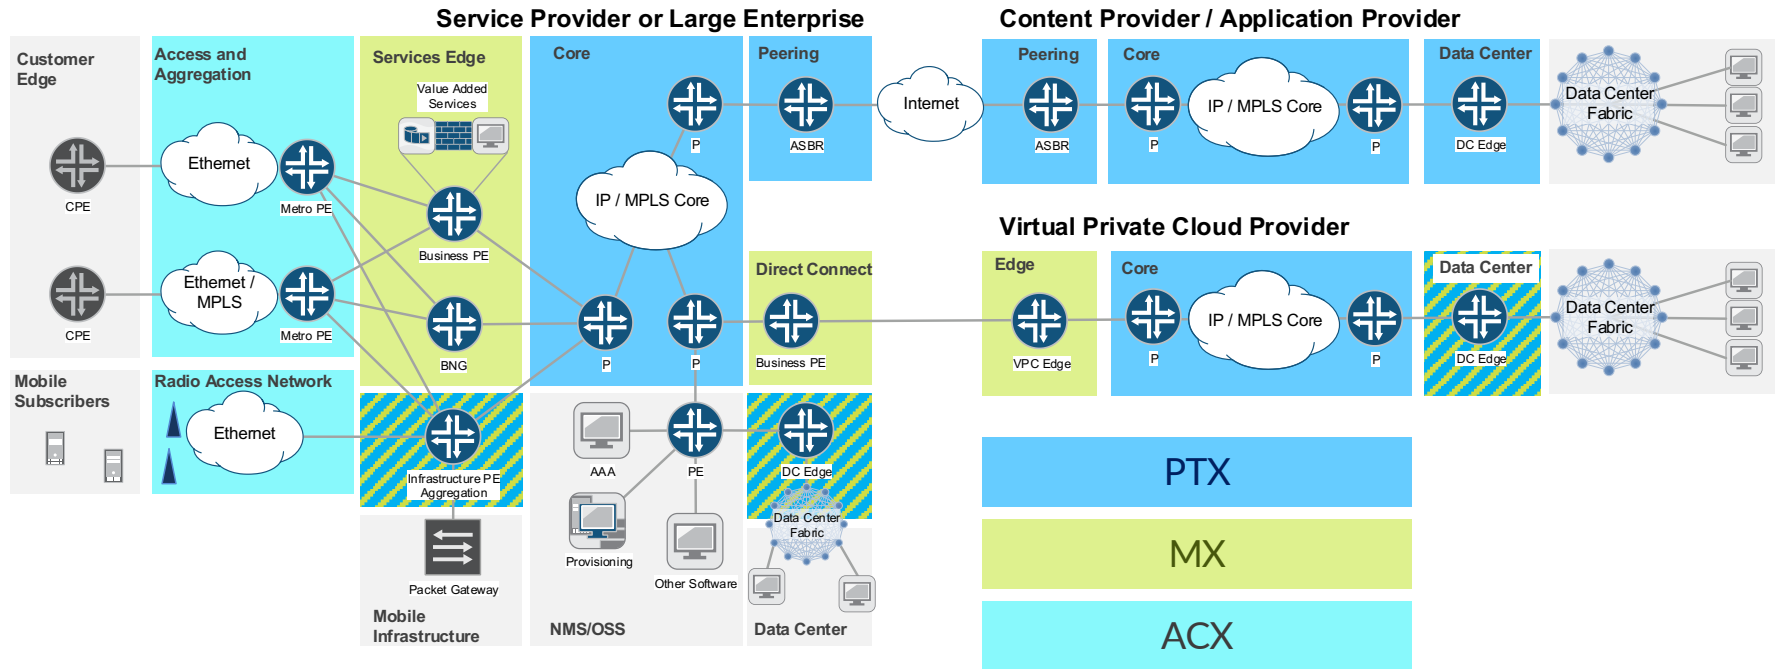 Service Provider or Large Enterprise
Customer
Edge
CPE
CPE
Access and
Aggregation
Ethernet
Metro PE
Ethernet /
MPLS
Metro PE
Services Edge
Value Added
Services
Business PE
BNG
Core
P
IP / MPLS Core
P
P
Peering
ASBR
Internet
Direct Connect
Business PE
Mobile
Subscribers
Radio Access Network
Ethernet
Infrastructure PE
Aggregation
Packet Gateway
Mobile
Infrastructure
AAA
PE
Provisioning
Other Software
NMS/OSS
DC Edge
Data Center
Fabric
Data Center
Content Provider / Application Provider
Peering
ASBR
Core
P
IP / MPLS Core
P
Data Center
DC Edge
Data Center
Fabric
Virtual Private Cloud Provider
Edge
VPC Edge
Core
P
IP / MPLS Core
P
Data Center
DC Edge
Data Center
Fabric
PTX
MX
ACX